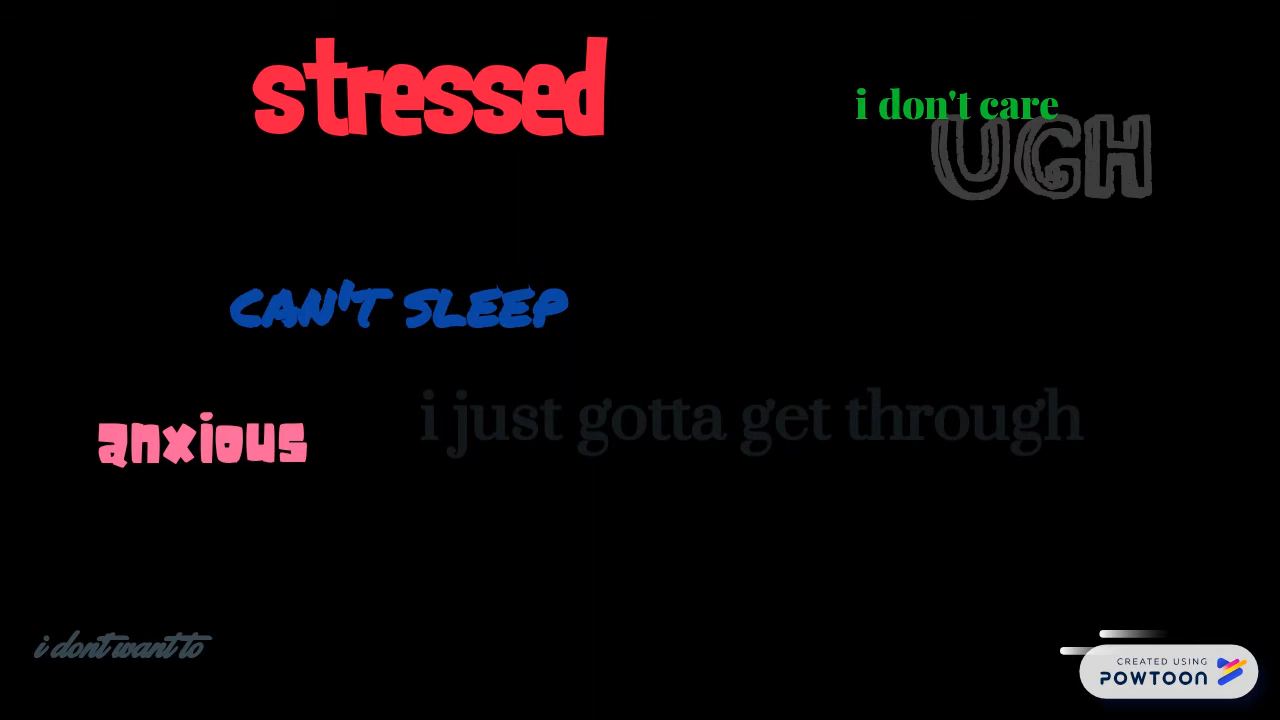 stressed
i don't care
UGH
CAN'T SLEEP
i just gotta get through
anxious
i dont want to
CREATED USING
POWTOON